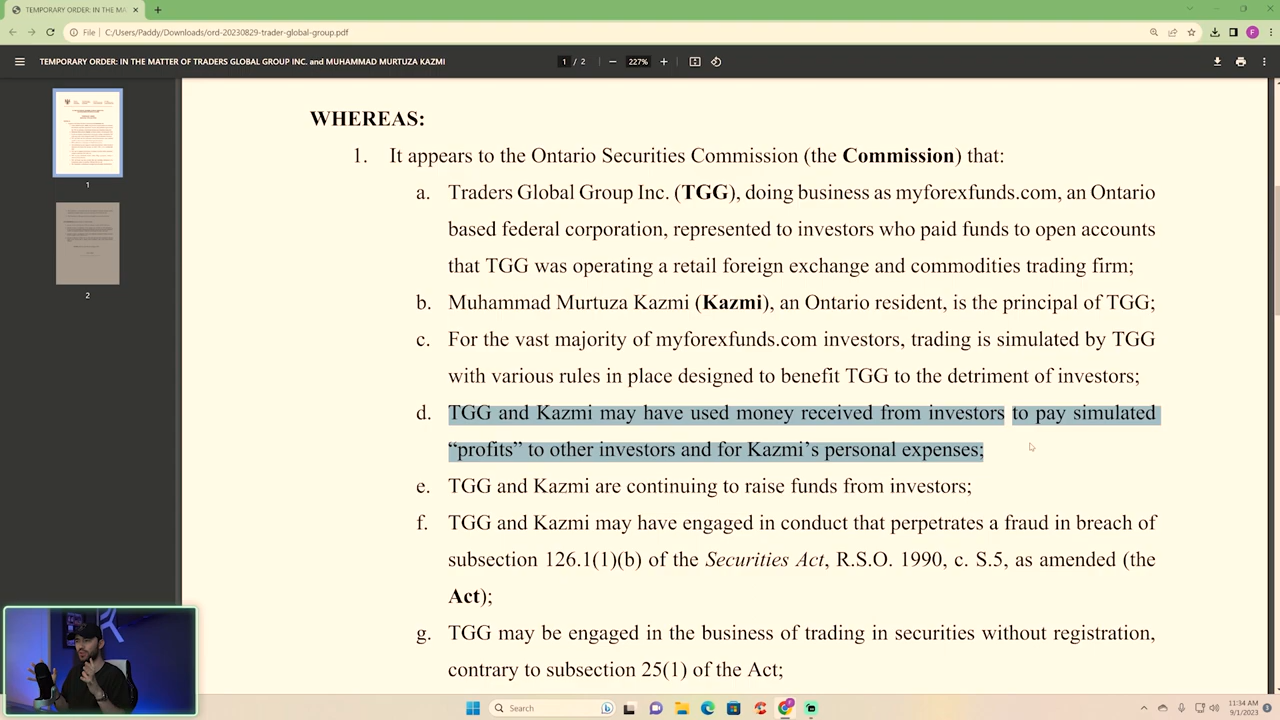 TEMPORARY ORDER: IN THE MA
File
C:/Users/Paddy/Downloads/ord-20230829-trader-global-group.pdf
F
TEMPORARY ORDER: IN THE MATTER OF TRADERS GLOBAL GROUP INC. and MUHAMMAD MURTUZA KAZMI
1 / 2
227%
WHEREAS:
1. It appears to the Ontario Securities Commission (the Commission) that:
a. Traders Global Group Inc. (TGG), doing business as myforexfunds.com, an Ontario
based federal corporation, represented to investors who paid funds to open accounts
that TGG was operating a retail foreign exchange and commodities trading firm;
b. Muhammad Murtuza Kazmi (Kazmi), an Ontario resident, is the principal of TGG;
c. For the vast majority of myforexfunds.com investors, trading is simulated by TGG
with various rules in place designed to benefit TGG to the detriment of investors;
d. TGG and Kazmi may have used money received from investors to pay simulated
“profits” to other investors and for Kazmi’s personal expenses;
e. TGG and Kazmi are continuing to raise funds from investors;
f. TGG and Kazmi may have engaged in conduct that perpetrates a fraud in breach of
subsection 126.1(1)(b) of the Securities Act, R.S.O. 1990, c. S.5, as amended (the
Act);
g. TGG may be engaged in the business of trading in securities without registration,
contrary to subsection 25(1) of the Act;
1
2
Search
11:34 AM
9/1/2023